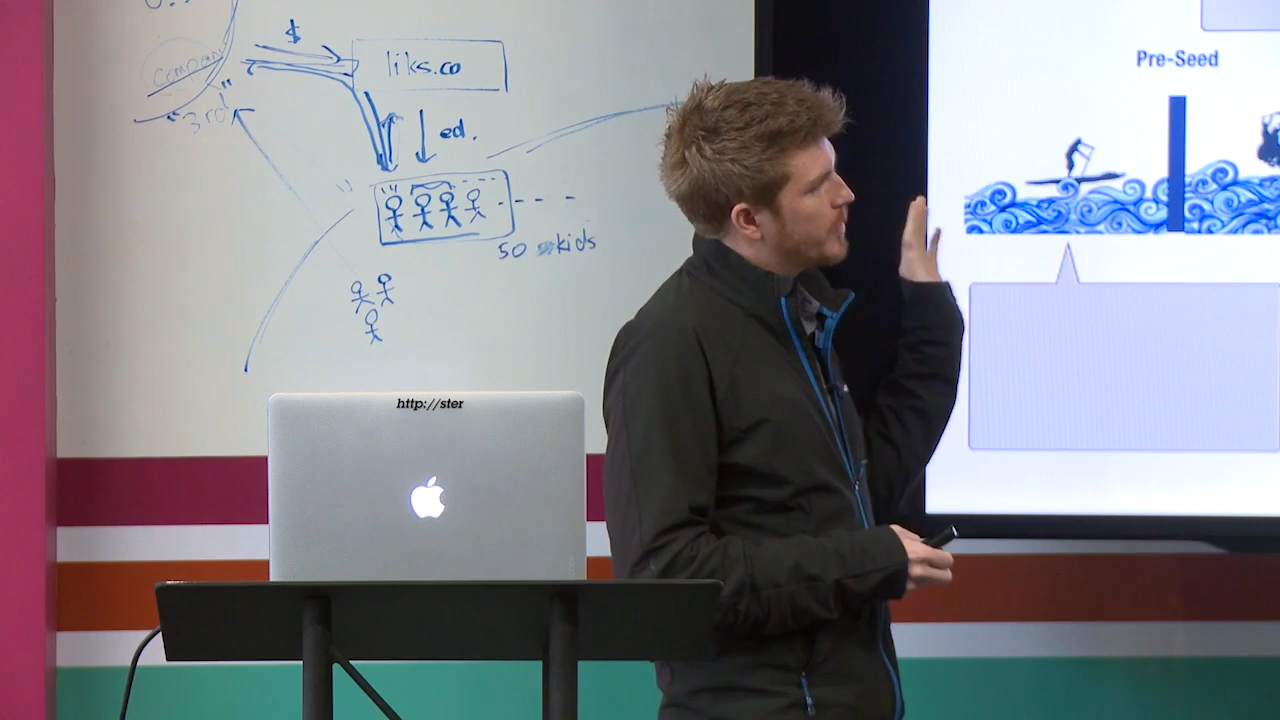 $
company
liks.co
"3rd"
ed.
50 kids
http://ster
Pre-Seed